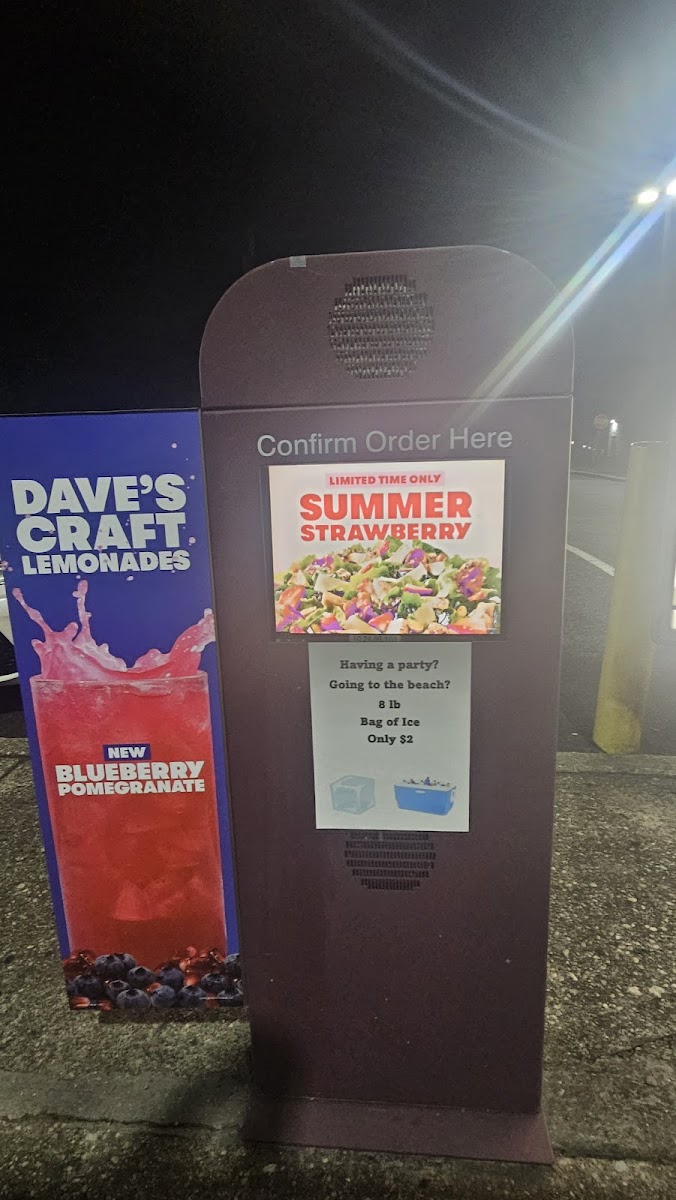 DAVE'S
CRAFT
LEMONADES
NEW
BLUEBERRY
POMEGRANATE
Confirm Order Here
LIMITED TIME ONLY
SUMMER
STRAWBERRY
Having a party?
Going to the beach?
8 lb
Bag of Ice
Only $2